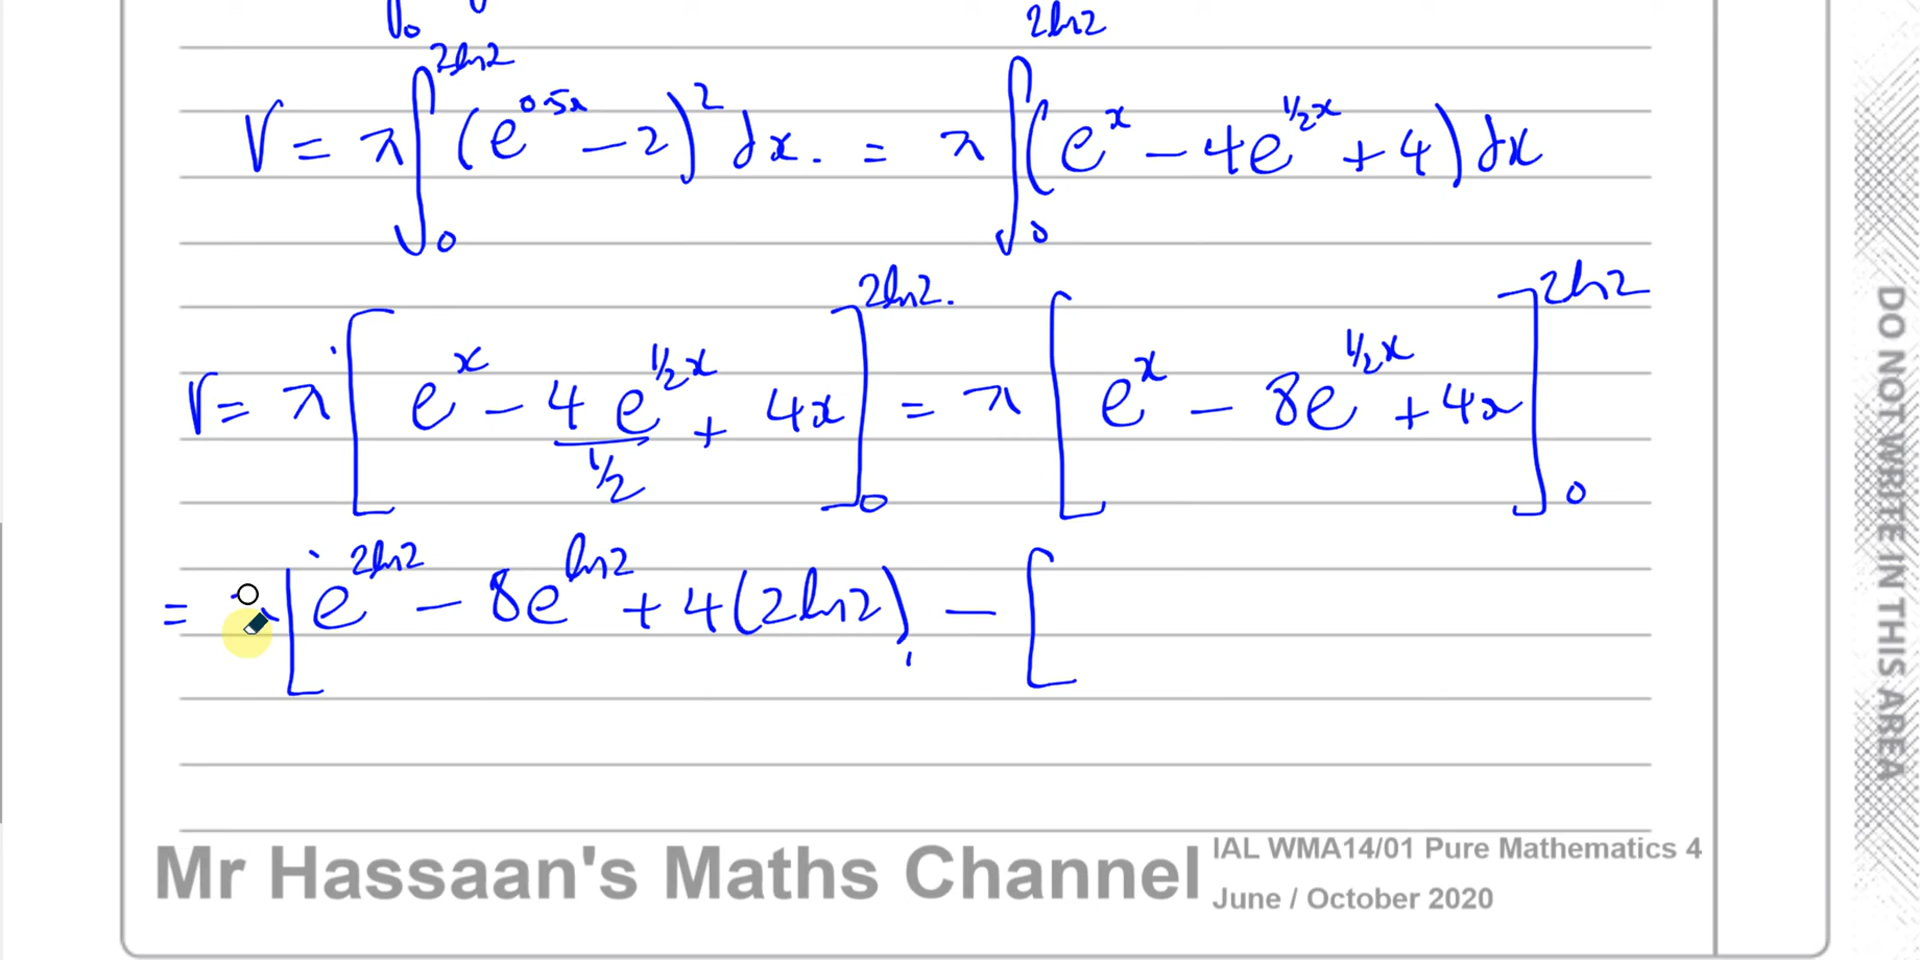 2ln2
V = π∫₀^{2ln2} (e^{0.5x} - 2)² dx. = π∫₀ (e^x - 4e^{1/2x} + 4) dx
V = π[e^x - 4e^{1/2x}/(1/2) + 4x]₀^{2ln2}. = π[e^x - 8e^{1/2x} + 4x]₀^{2ln2}
= π[e^{2ln2} - 8e^{ln2} + 4(2ln2) - [
Mr Hassaan's Maths Channel
IAL WMA14/01 Pure Mathematics 4
June / October 2020
DO NOT WRITE IN THIS AREA